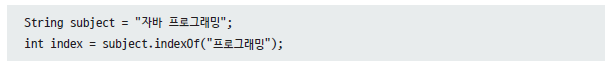 String subject = "자바 프로그래밍";
int index = subject.indexOf("프로그래밍");